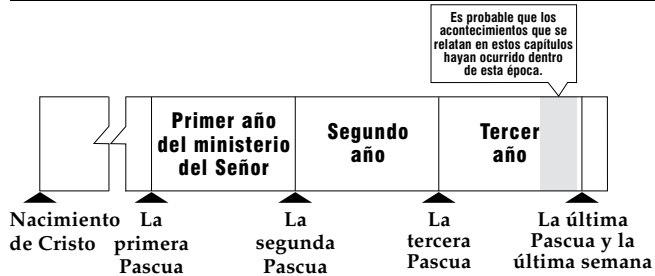 Es probable que los
acontecimientos que se
relatan en estos capítulos
hayan ocurrido dentro
de esta época.
Primer año
del ministerio
del Señor
Segundo
año
Tercer
año
Nacimiento
de Cristo
La
primera
Pascua
La
segunda
Pascua
La
tercera
Pascua
La última
Pascua y la
última semana